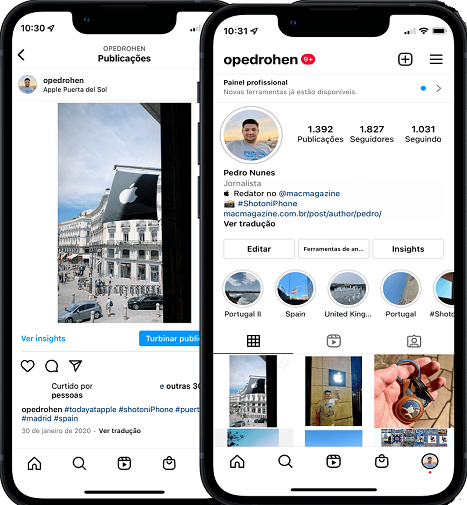 10:30
OPEDROHEN
Publicações
opedrohen
Apple Puerta del Sol
Ver insights
Turbinar public
Curtido por
e outras 30
pessoas
opedrohen #todayatapple #shotoniPhone #puert
#madrid #spain
30 de janeiro de 2020 · Ver tradução
10:31
opedrohen 9+
Painel profissional
Novas ferramentas já estão disponíveis.
1.392
1.827
1.031
Publicações
Seguidores
Seguindo
Pedro Nunes
Jornalista
Redator no @macmagazine
#ShotoniPhone
macmagazine.com.br/post/author/pedro/
Ver tradução
Editar
Ferramentas de an...
Insights
Portugal II
Spain
United King...
Portugal
#Shoto